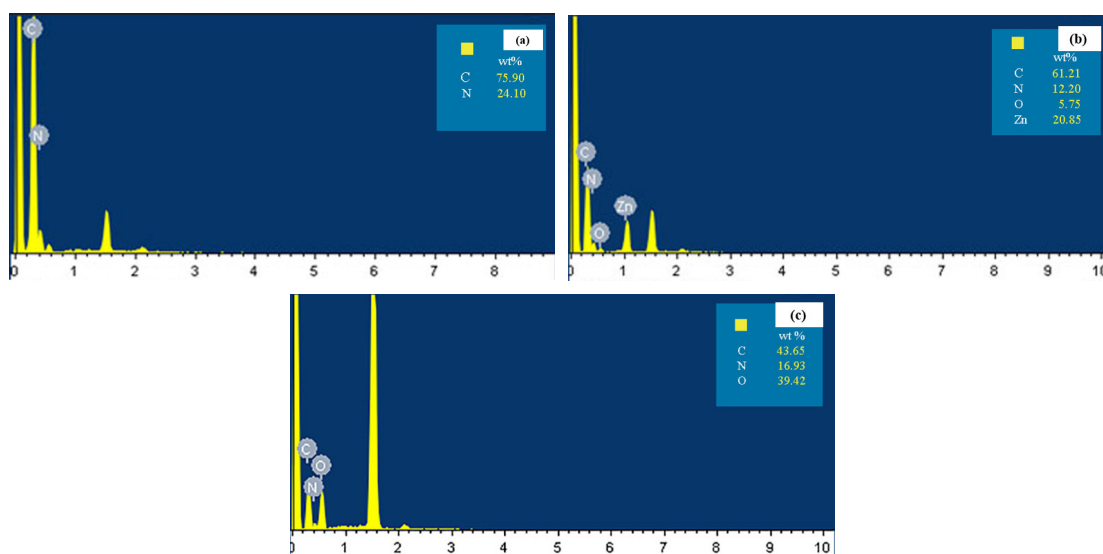 (a)
wt%
C 75.90
N 24.10
C
N
0 1 2 3 4 5 6 7 8
(b)
wt%
C 61.21
N 12.20
O 5.75
Zn 20.85
C
N
Zn
O
0 1 2 3 4 5 6 7 8 9 10
(c)
wt %
C 43.65
N 16.93
O 39.42
C
O
N
0 1 2 3 4 5 6 7 8 9 10